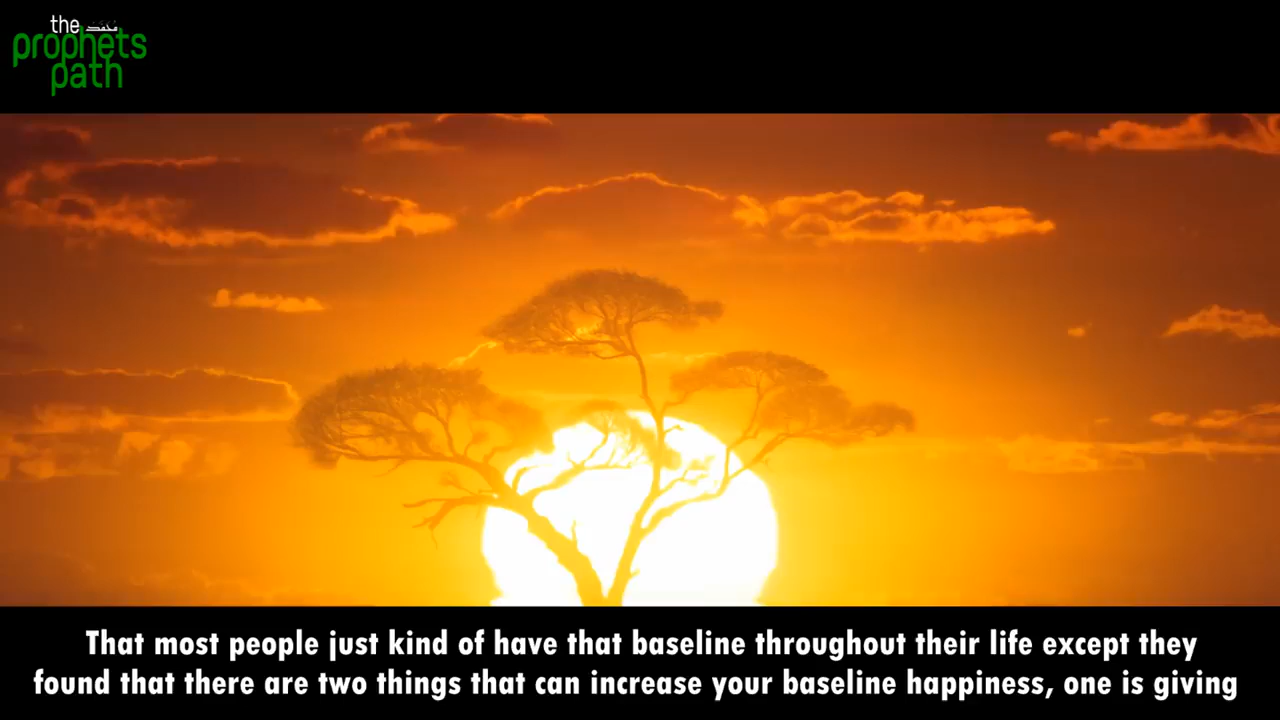 the محمد
prophets
path
That most people just kind of have that baseline throughout their life except they
found that there are two things that can increase your baseline happiness, one is giving